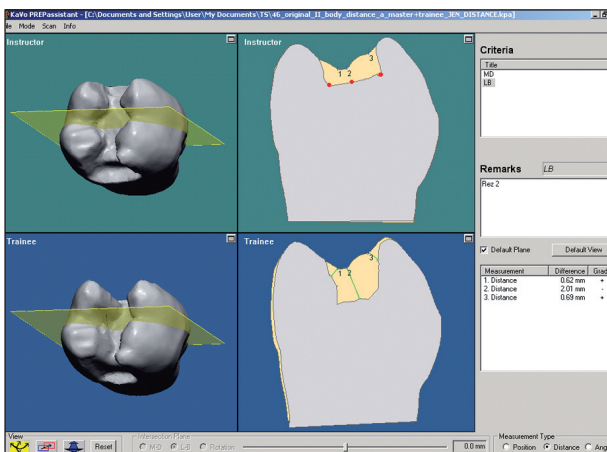 KaVo PREPassistant - [C:\Documents and Settings\User\My Documents\TS\46_original_II_body_distance_a_master+trainee_JEN_DISTANCE.kpa]
File Mode Scan Info
Instructor
Instructor
1 2 3
Trainee
Trainee
1 2 3
Criteria
Title
MD
LB
Remarks LB
Rez 2
Default Plane Default View
Measurement Difference Grad
1. Distance 0.62 mm +
2. Distance 2.01 mm -
3. Distance 0.69 mm +
View
Reset
Intersection Plane
M-D L-B Rotation
0.0 mm
Measurement Type
Position Distance Ang